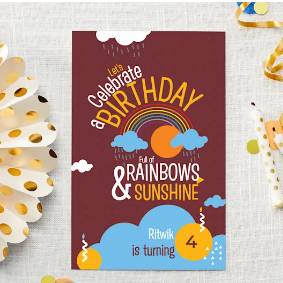 Let's
Celebrate
a BIRTHDAY
Full of
RAINBOWS
& SUNSHINE
Ritwik
is turning 4